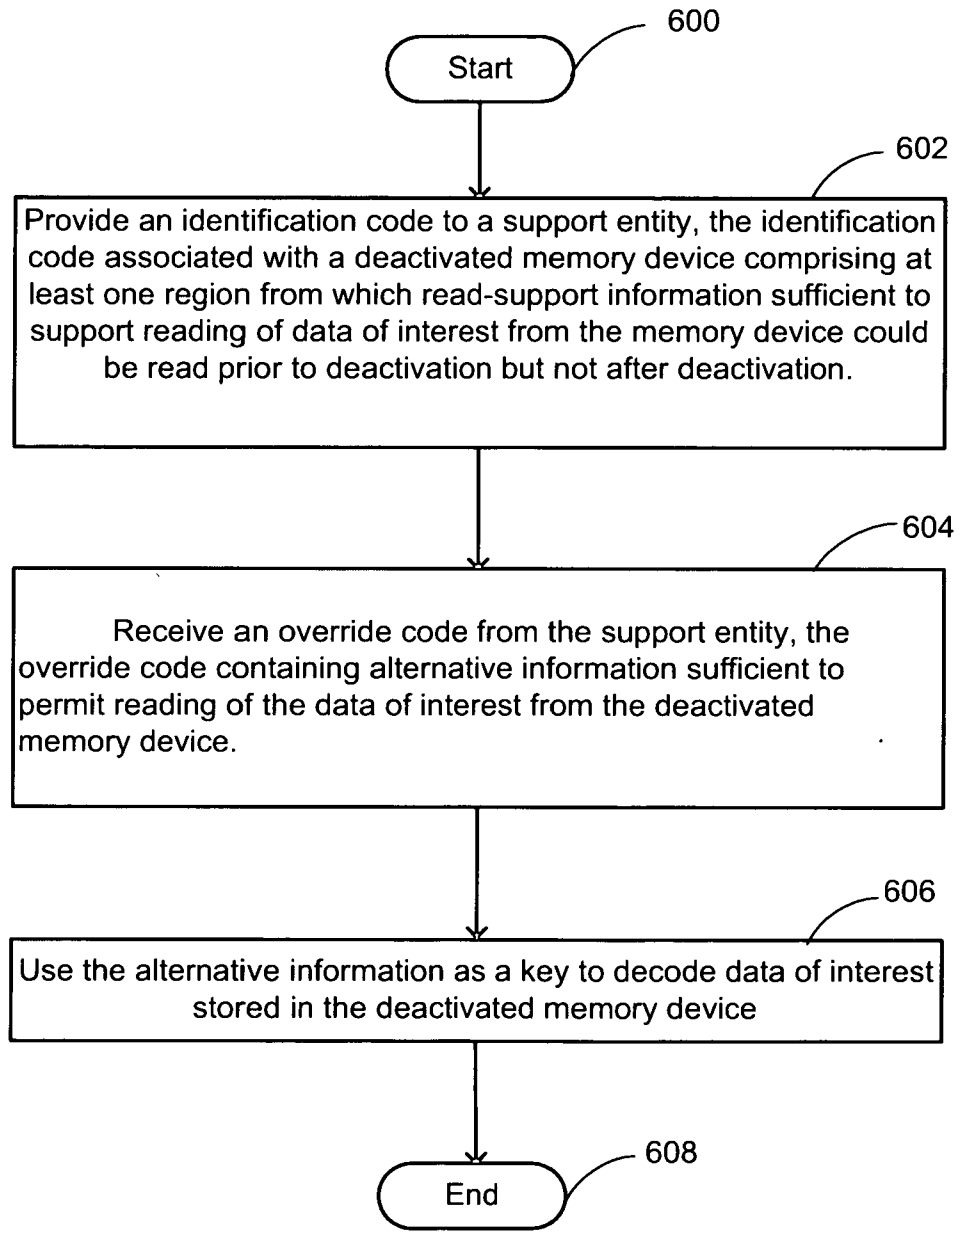 600
Start
602
Provide an identification code to a support entity, the identification
code associated with a deactivated memory device comprising at
least one region from which read-support information sufficient to
support reading of data of interest from the memory device could
be read prior to deactivation but not after deactivation.
604
Receive an override code from the support entity, the
override code containing alternative information sufficient to
permit reading of the data of interest from the deactivated
memory device.
606
Use the alternative information as a key to decode data of interest
stored in the deactivated memory device
608
End